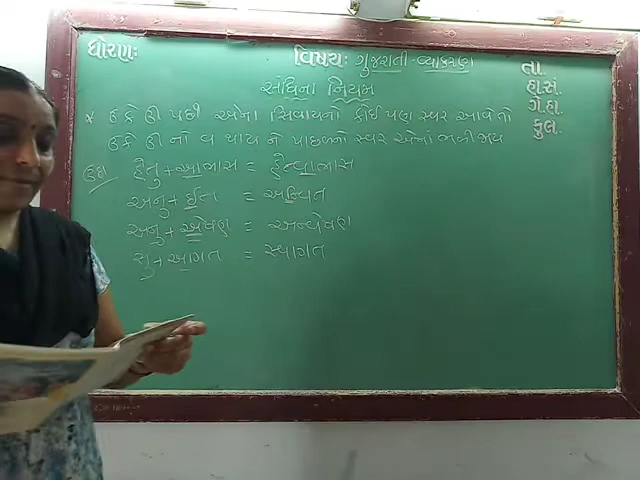 ધોરણઃ
વિષયઃ ગુજરાતી-વ્યાકરણ
તા.
હા.સં.
ગે.હા.
કુલ.
સંધિના નિયમ
* ઉ કે ઊ પછી એના સિવાયનો કોઈ પણ સ્વર આવે તો
ઉ કે ઊ નો વ થાય ને પાછળનો સ્વર એમાં ભળી જાય
ઉદા હેતુ + આભાસ = હેત્વાભાસ
અનુ + ઈત = અન્વિત
અનુ + એષણ = અન્વેષણ
સુ + આગત = સ્વાગત